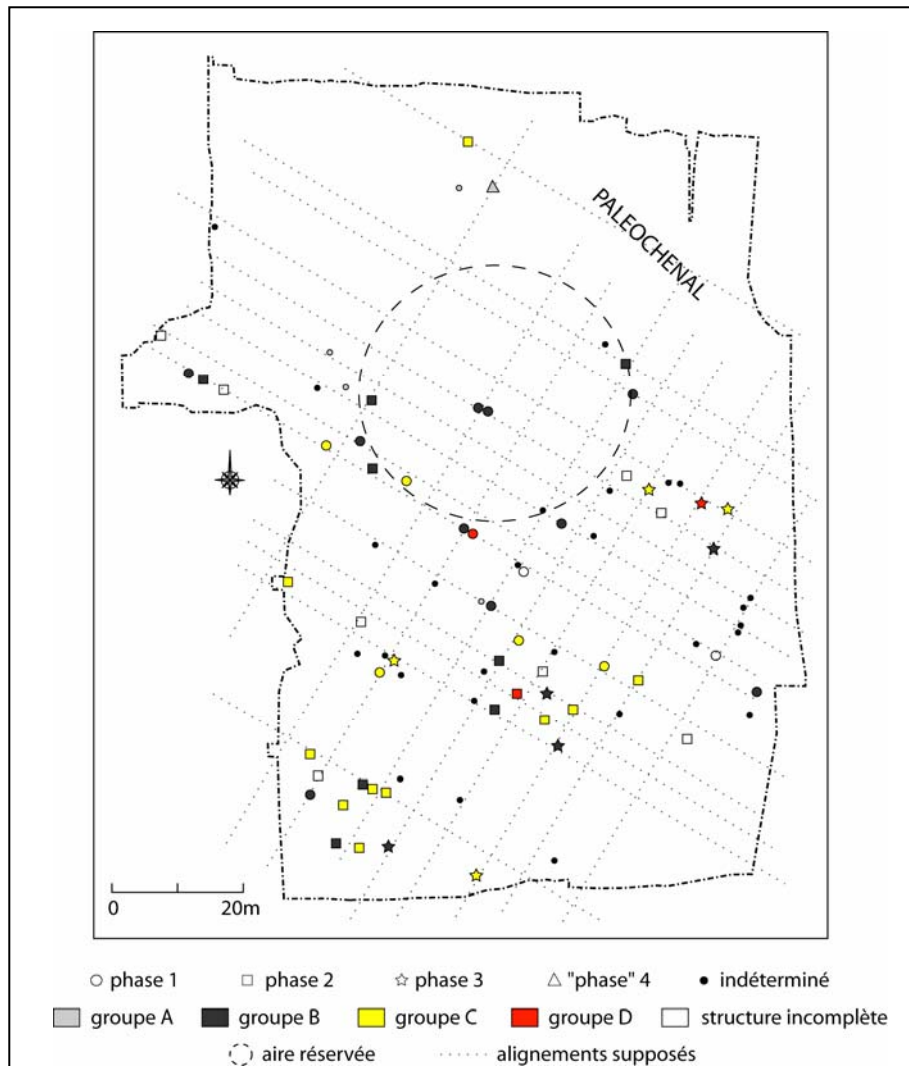 PALEOCHENAL
0 20m
phase 1 phase 2 phase 3 "phase" 4 indéterminé
groupe A groupe B groupe C groupe D structure incomplète
aire réservée alignements supposés